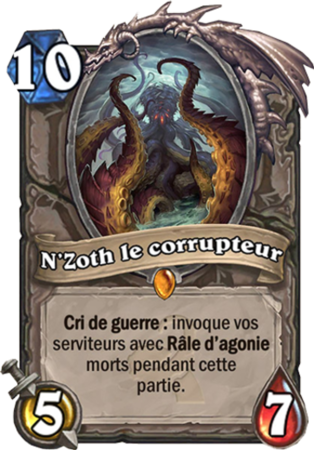 10
N'Zoth le corrupteur
Cri de guerre : invoque vos
serviteurs avec Râle d'agonie
morts pendant cette
partie.
5
7